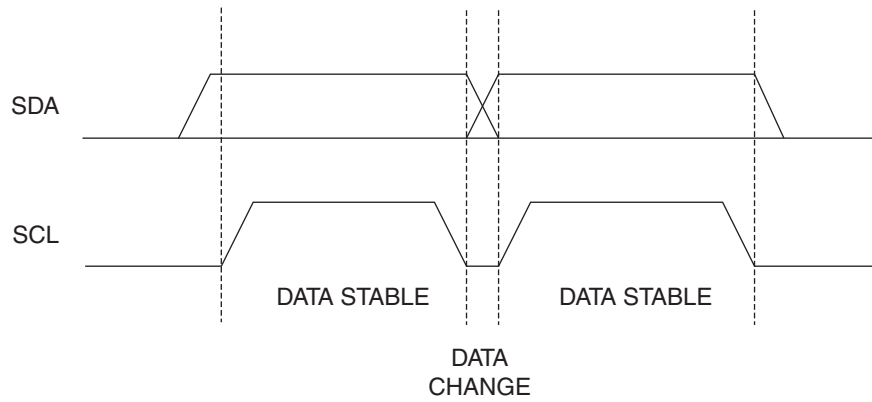 SDA
SCL
DATA STABLE
DATA STABLE
DATA
CHANGE